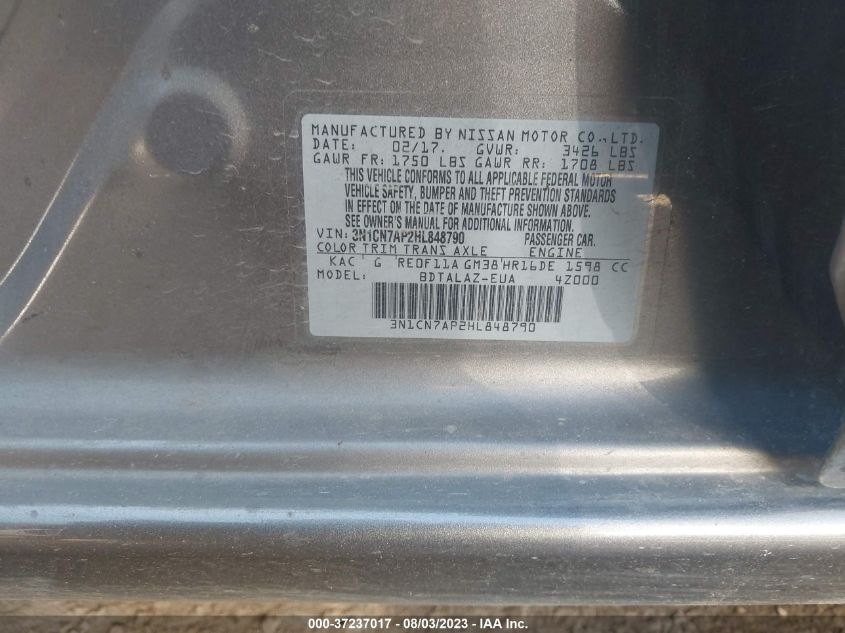 MANUFACTURED BY NISSAN MOTOR CO., LTD.
DATE: 02/17. GVWR: 3426 LBS
GAWR FR: 1750 LBS GAWR RR: 1708 LBS
THIS VEHICLE CONFORMS TO ALL APPLICABLE FEDERAL MOTOR
VEHICLE SAFETY, BUMPER AND THEFT PREVENTION STANDARDS
IN EFFECT ON THE DATE OF MANUFACTURE SHOWN ABOVE.
SEE OWNER'S MANUAL FOR ADDITIONAL INFORMATION.
VIN: 3N1CN7AP2HL848790 PASSENGER CAR.
COLOR TRIM TRANS AXLE ENGINE
KAC G RE0F11A GM38 HR16DE 1598 CC
MODEL: BDTALAZ-EUA 4Z000
3N1CN7AP2HL848790
000-37237017 - 08/03/2023 - Copart, IAA Inc.